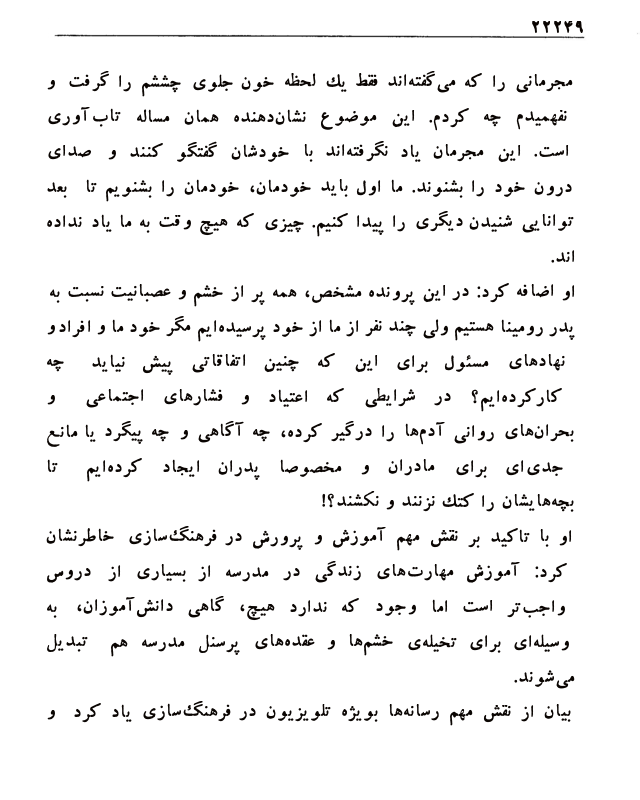 ۲۲۲۴۹
مجرمانی را که می‌گفته‌اند فقط یك لحظه خون جلوی چشمم را گرفت و
نفهمیدم چه کردم. این موضوع نشان‌دهنده همان مساله تاب‌آوری
است. این مجرمان یاد نگرفته‌اند با خودشان گفتگو کنند و صدای
درون خود را بشنوند. ما اول باید خودمان، خودمان را بشنویم تا بعد
توانایی شنیدن دیگری را پیدا کنیم. چیزی که هیچ وقت به ما یاد نداده
اند.
او اضافه کرد: در این پرونده مشخص، همه پر از خشم و عصبانیت نسبت به
پدر رومینا هستیم ولی چند نفر از ما از خود پرسیده‌ایم مگر خود ما و افراد و
نهادهای مسئول برای این که چنین اتفاقاتی پیش نیاید چه
کارکرده‌ایم؟ در شرایطی که اعتیاد و فشارهای اجتماعی و
بحران‌های روانی آدم‌ها را درگیر کرده، چه آگاهی و چه پیگرد یا مانع
جدی‌ای برای مادران و مخصوصا پدران ایجاد کرده‌ایم تا
بچه‌هایشان را کتك نزنند و نکشند؟!
او با تاکید بر نقش مهم آموزش و پرورش در فرهنگ‌سازی خاطرنشان
کرد: آموزش مهارت‌های زندگی در مدرسه از بسیاری از دروس
واجب‌تر است اما وجود که ندارد هیچ، گاهی دانش‌آموزان، به
وسیله‌ای برای تخیله‌ی خشم‌ها و عقده‌های پرسنل مدرسه هم تبدیل
می‌شوند.
بیان از نقش مهم رسانه‌ها بویژه تلویزیون در فرهنگ‌سازی یاد کرد و